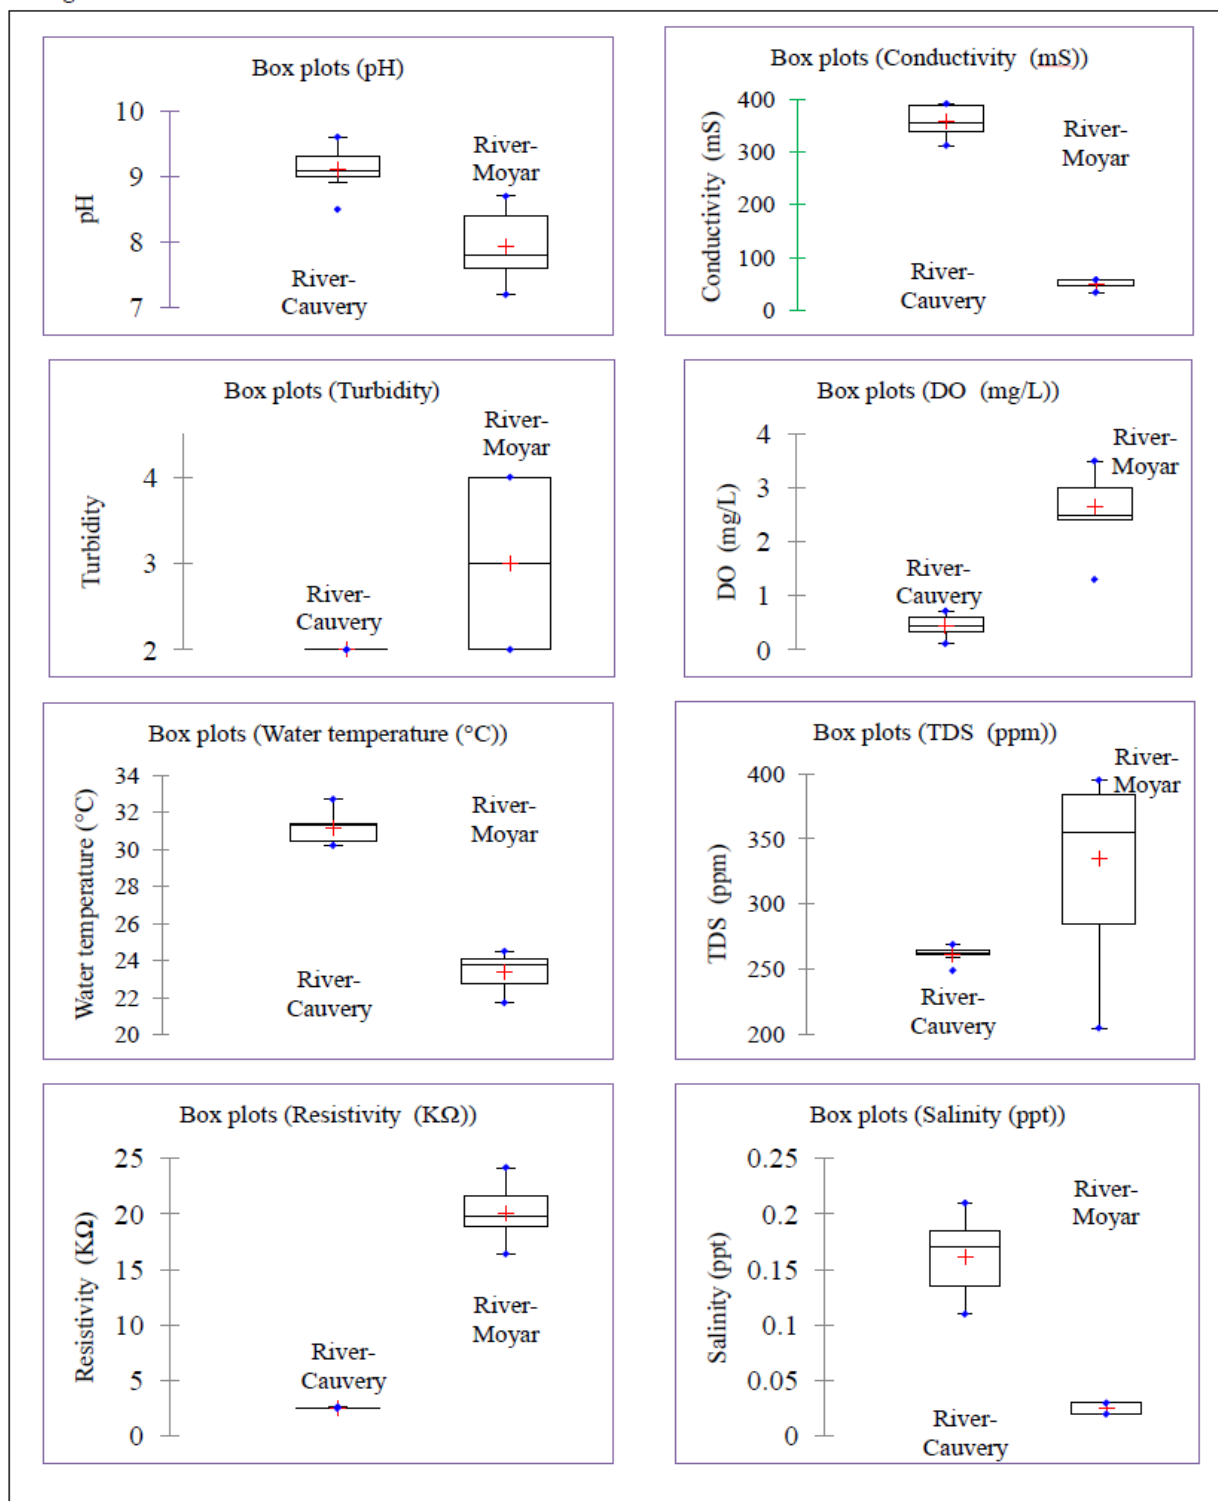 Box plots (pH)
10
9
8
7
pH
River-
Moyar
River-
Cauvery
Box plots (Conductivity (mS))
400
300
200
100
0
Conductivity (mS)
River-
Moyar
River-
Cauvery
Box plots (Turbidity)
4
3
2
Turbidity
River-
Moyar
River-
Cauvery
Box plots (DO (mg/L))
4
3
2
1
0
DO (mg/L)
River-
Moyar
River-
Cauvery
Box plots (Water temperature (°C))
34
32
30
28
26
24
22
20
Water temperature (°C)
River-
Moyar
River-
Cauvery
Box plots (TDS (ppm))
400
350
300
250
200
TDS (ppm)
River-
Moyar
River-
Cauvery
Box plots (Resistivity (KΩ))
25
20
15
10
5
0
Resistivity (KΩ)
River-
Moyar
River-
Cauvery
Box plots (Salinity (ppt))
0.25
0.2
0.15
0.1
0.05
0
Salinity (ppt)
River-
Moyar
River-
Cauvery